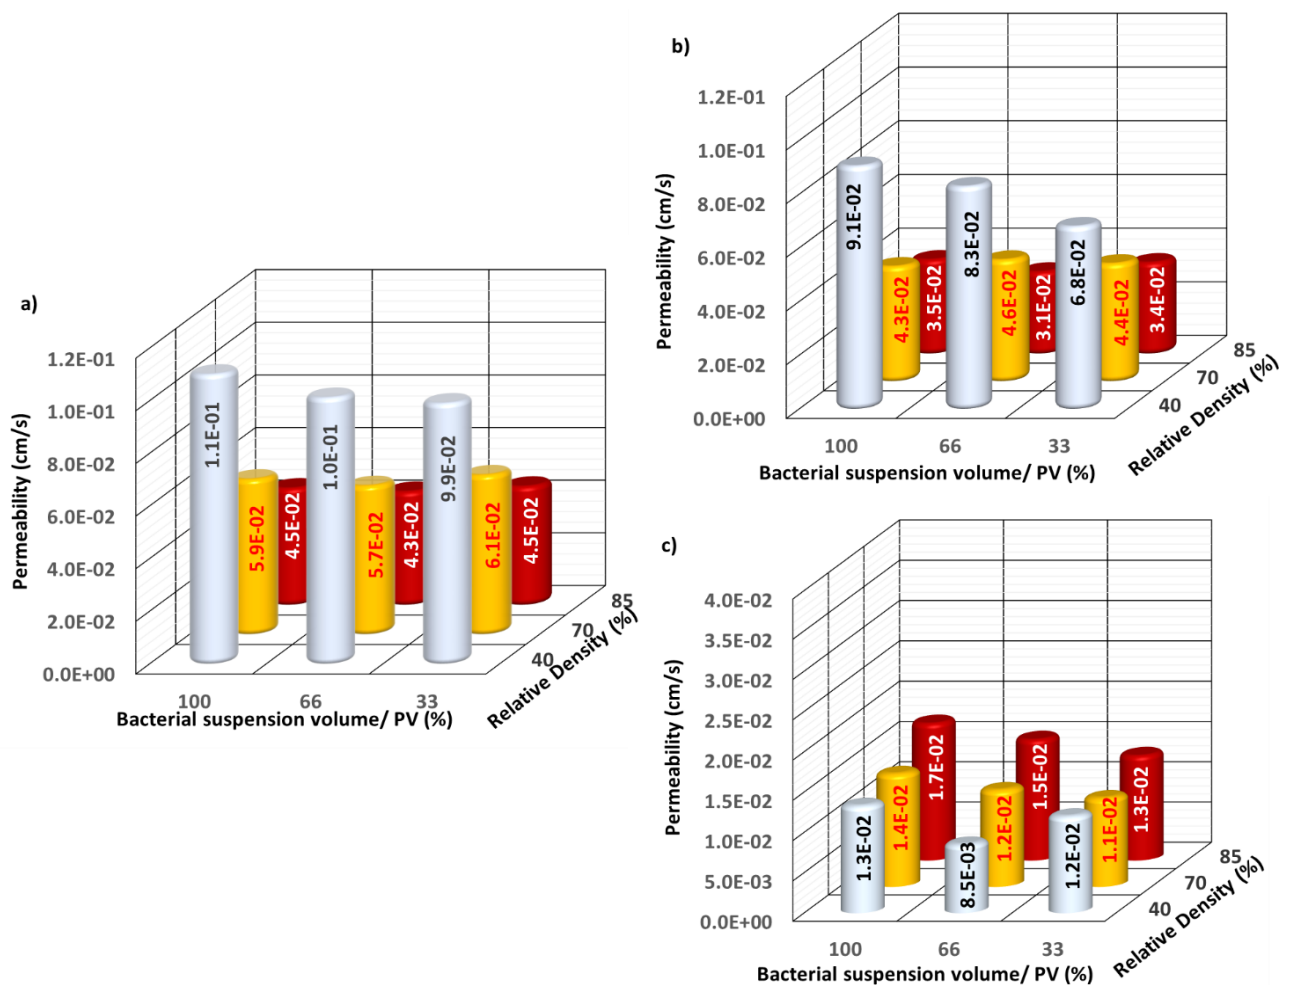 a)
Permeability (cm/s)
1.2E-01
1.0E-01
8.0E-02
6.0E-02
4.0E-02
2.0E-02
0.0E+00
1.1E-01
1.0E-01
9.9E-02
5.9E-02
5.7E-02
6.1E-02
4.5E-02
4.3E-02
4.5E-02
100
66
33
Bacterial suspension volume/ PV (%)
40
70
85
Relative Density (%)
b)
Permeability (cm/s)
1.2E-01
1.0E-01
8.0E-02
6.0E-02
4.0E-02
2.0E-02
0.0E+00
9.1E-02
8.3E-02
6.8E-02
4.3E-02
4.6E-02
4.4E-02
3.5E-02
3.1E-02
3.4E-02
100
66
33
Bacterial suspension volume/ PV (%)
40
70
85
Relative Density (%)
c)
Permeability (cm/s)
4.0E-02
3.5E-02
3.0E-02
2.5E-02
2.0E-02
1.5E-02
1.0E-02
5.0E-03
0.0E+00
1.3E-02
8.5E-03
1.2E-02
1.4E-02
1.2E-02
1.1E-02
1.7E-02
1.5E-02
1.3E-02
100
66
33
Bacterial suspension volume/ PV (%)
40
70
85
Relative Density (%)